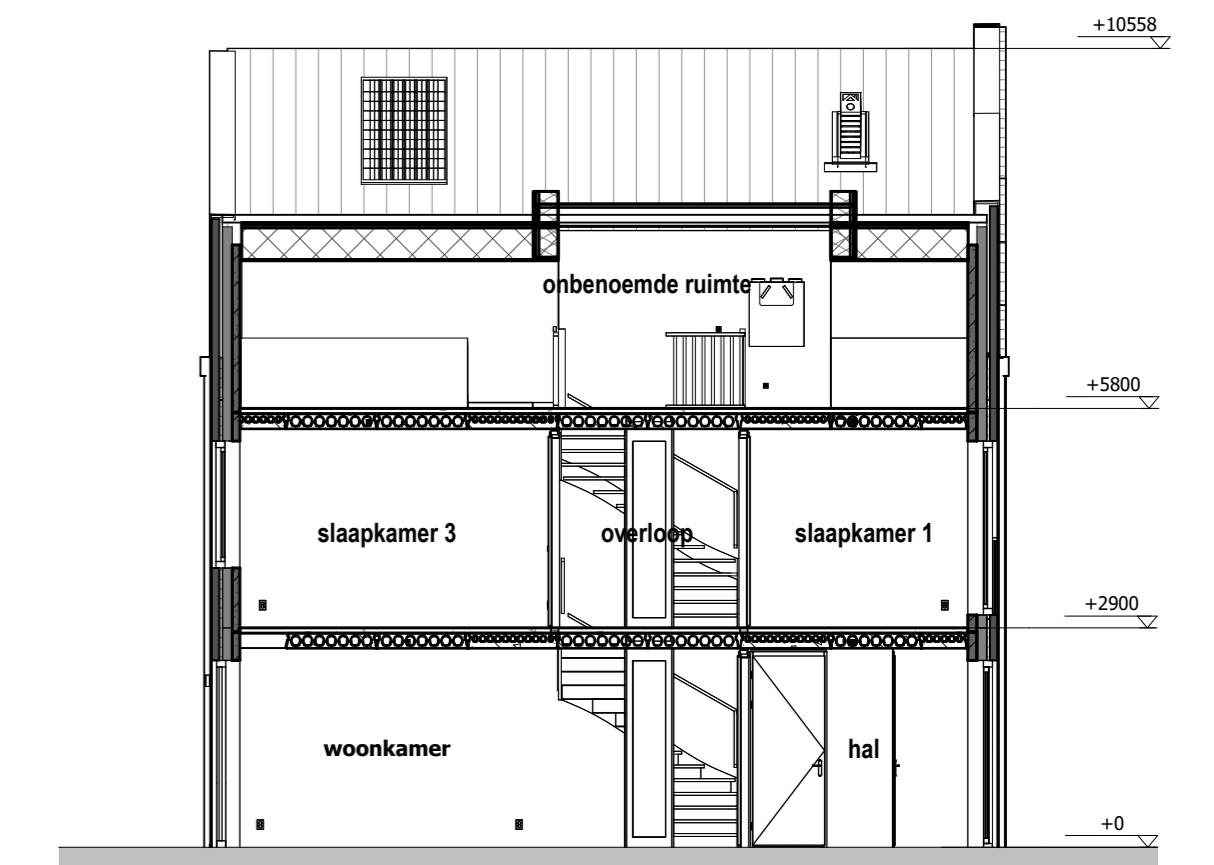 +10558
onbenoemde ruimte
+5800
slaapkamer 3
overloop
slaapkamer 1
+2900
woonkamer
hal
+0